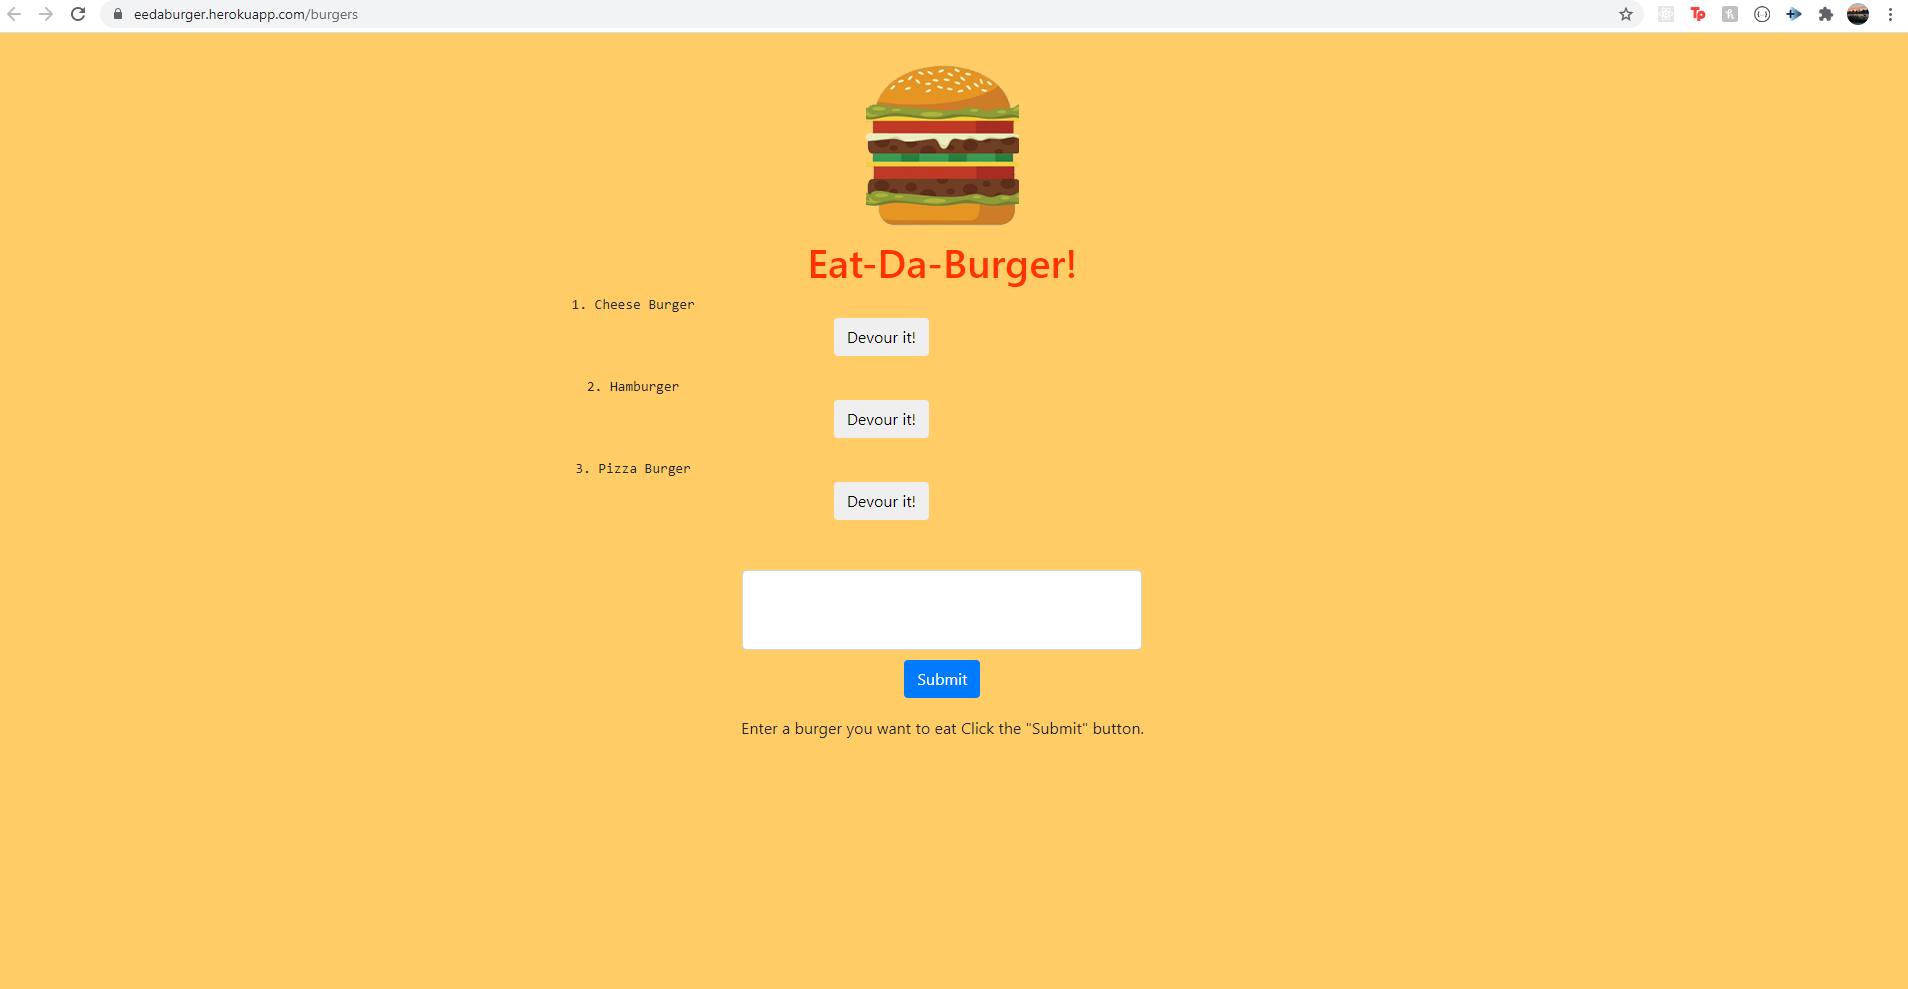 eedaburger.herokuapp.com/burgers
Tp
Eat-Da-Burger!
1. Cheese Burger
Devour it!
2. Hamburger
Devour it!
3. Pizza Burger
Devour it!
Submit
Enter a burger you want to eat Click the "Submit" button.